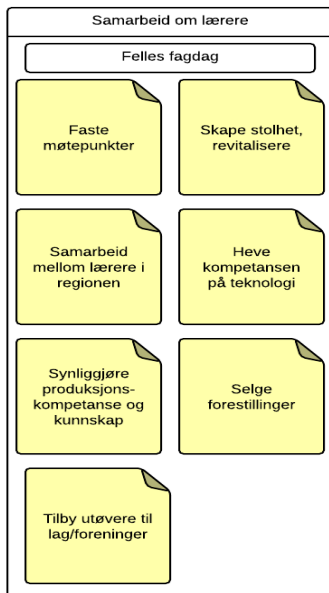 Samarbeid om lærere
Felles fagdag
Faste
møtepunkter
Skape stolhet,
revitalisere
Samarbeid
mellom lærere i
regionen
Heve
kompetansen
på teknologi
Synliggjøre
produksjons-
kompetanse og
kunnskap
Selge
forestillinger
Tilby utøvere til
lag/foreninger